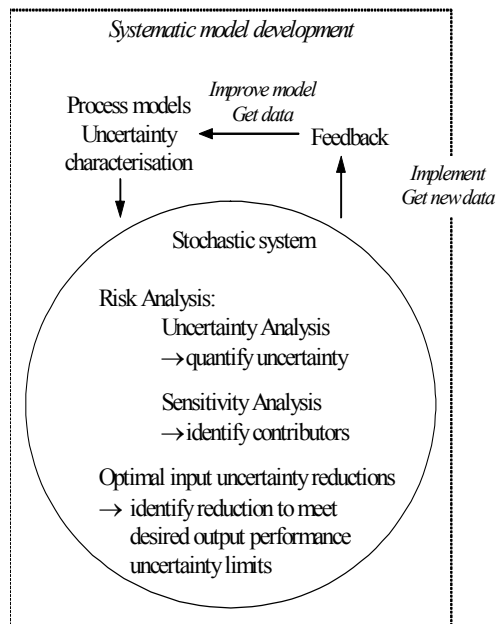 Systematic model development
Improve model
Get data
Process models
Uncertainty
characterisation
Feedback
Implement
Get new data
Stochastic system
Risk Analysis:
Uncertainty Analysis
→quantify uncertainty
Sensitivity Analysis
→identify contributors
Optimal input uncertainty reductions
→ identify reduction to meet
desired output performance
uncertainty limits